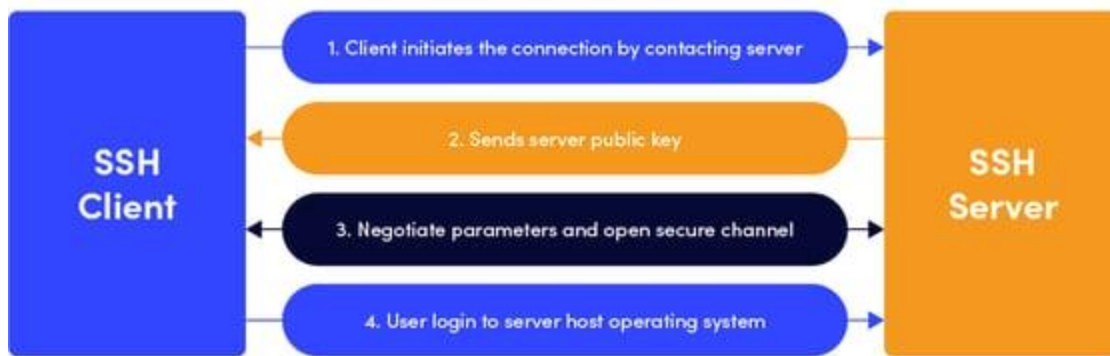 SSH
Client
1. Client initiates the connection by contacting server
2. Sends server public key
3. Negotiate parameters and open secure channel
4. User login to server host operating system
SSH
Server